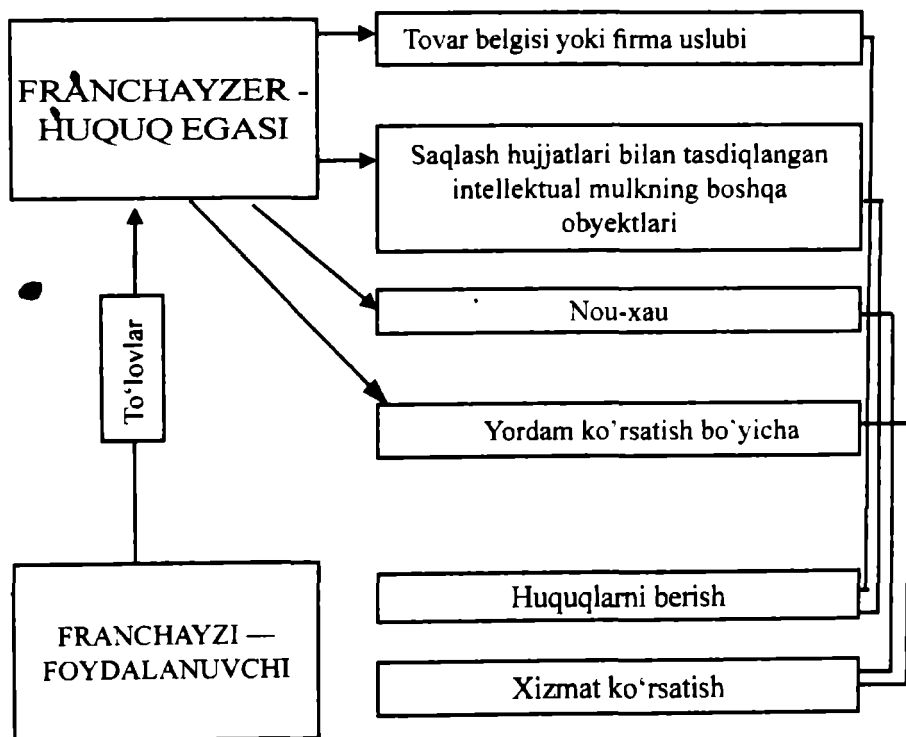 FRANCHAYZER -
HUQUQ EGASI
Tovar belgisi yoki firma uslubi
Saqlash hujjatlari bilan tasdiqlangan
intellektual mulkning boshqa
obyektlari
Nou-xau
Yordam ko'rsatish bo'yicha
To'lovlar
Huquqlarni berish
FRANCHAYZI —
FOYDALANUVCHI
Xizmat ko'rsatish